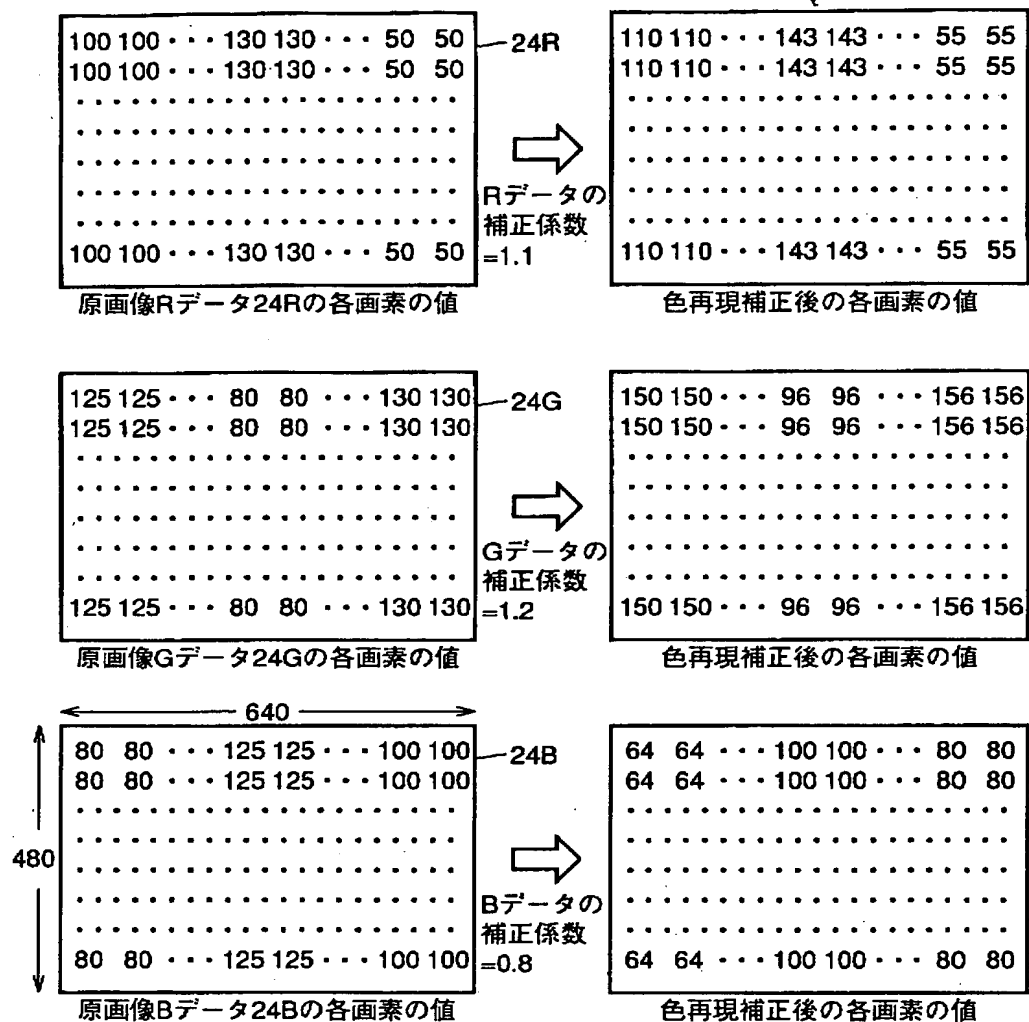 100 100 ・・・ 130 130 ・・・ 50 50
100 100 ・・・ 130 130 ・・・ 50 50
100 100 ・・・ 130 130 ・・・ 50 50
24R
原画像Rデータ24Rの各画素の値
Rデータの
補正係数
=1.1
110 110 ・・・ 143 143 ・・・ 55 55
110 110 ・・・ 143 143 ・・・ 55 55
110 110 ・・・ 143 143 ・・・ 55 55
色再現補正後の各画素の値
125 125 ・・・ 80 80 ・・・ 130 130
125 125 ・・・ 80 80 ・・・ 130 130
125 125 ・・・ 80 80 ・・・ 130 130
24G
原画像Gデータ24Gの各画素の値
Gデータの
補正係数
=1.2
150 150 ・・・ 96 96 ・・・ 156 156
150 150 ・・・ 96 96 ・・・ 156 156
150 150 ・・・ 96 96 ・・・ 156 156
色再現補正後の各画素の値
640
480
80 80 ・・・ 125 125 ・・・ 100 100
80 80 ・・・ 125 125 ・・・ 100 100
80 80 ・・・ 125 125 ・・・ 100 100
24B
原画像Bデータ24Bの各画素の値
Bデータの
補正係数
=0.8
64 64 ・・・ 100 100 ・・・ 80 80
64 64 ・・・ 100 100 ・・・ 80 80
64 64 ・・・ 100 100 ・・・ 80 80
色再現補正後の各画素の値